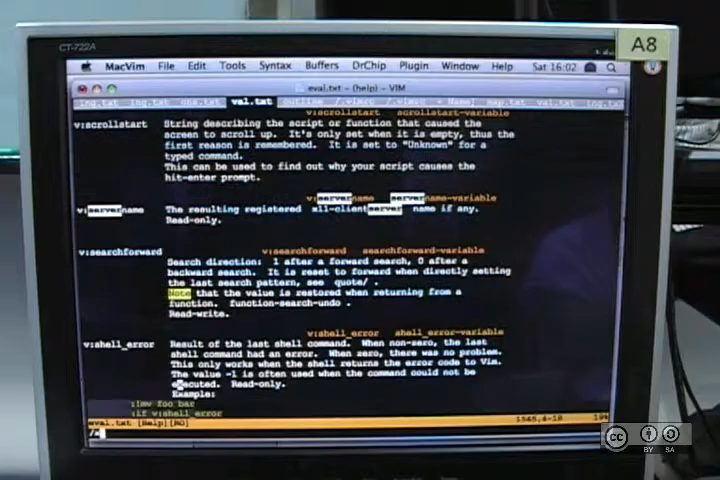 CT-722A
A8
MacVim File Edit Tools Syntax Buffers DrChip Plugin Window Help Sat 16:02
eval.txt – (help) – VIM
val.txt outline
v:scrollstart scrollstart-variable
v:scrollstart String describing the script or function that caused the
screen to scroll up. It's only set when it is empty, thus the
first reason is remembered. It is set to "Unknown" for a
typed command.
This can be used to find out why your script causes the
hit-enter prompt.
v:servername servername-variable
v:servername The resulting registered x11-clientserver name if any.
Read-only.
v:searchforward searchforward-variable
v:searchforward Search direction: 1 after a forward search, 0 after a
backward search. It is reset to forward when directly setting
the last search pattern, see quote/ .
Note that the value is restored when returning from a
function. function-search-undo .
Read-write.
v:shell_error shell_error-variable
v:shell_error Result of the last shell command. When non-zero, the last
shell command had an error. When zero, there was no problem.
This only works when the shell returns the error code to Vim.
The value -1 is often used when the command could not be
executed. Read-only.
Example:
:!mv foo bar
:if v:shell_error
eval.txt [Help][RO] 1565,4-18 19%
cc BY SA